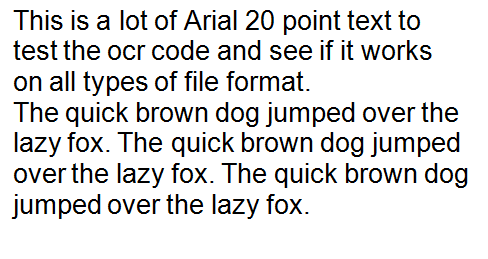 This is a lot of Arial 20 point text to
test the ocr code and see if it works
on all types of file format.
The quick brown dog jumped over the
lazy fox. The quick brown dog jumped
over the lazy fox. The quick brown dog
jumped over the lazy fox.